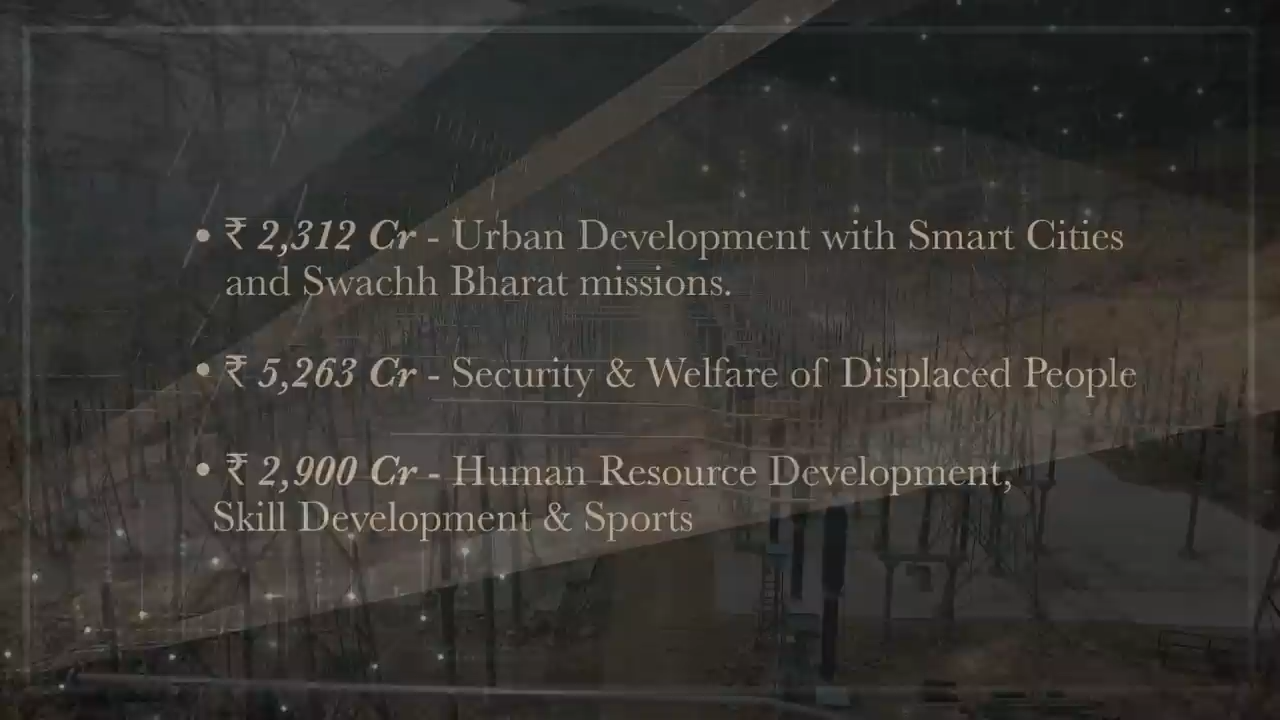 • ₹ 2,312 Cr - Urban Development with Smart Cities
and Swachh Bharat missions.
• ₹ 5,263 Cr - Security & Welfare of Displaced People
• ₹ 2,900 Cr - Human Resource Development,
Skill Development & Sports